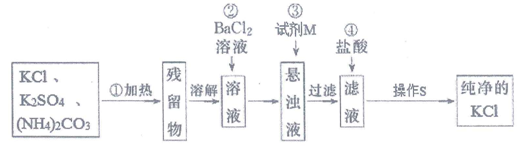 ② ③ ④
BaCl₂ 试剂M 盐酸
溶液
KCl、
K₂SO₄、
(NH₄)₂CO₃
①加热
残留物
溶解
溶液
悬浊液
过滤
滤液
操作S
纯净的
KCl